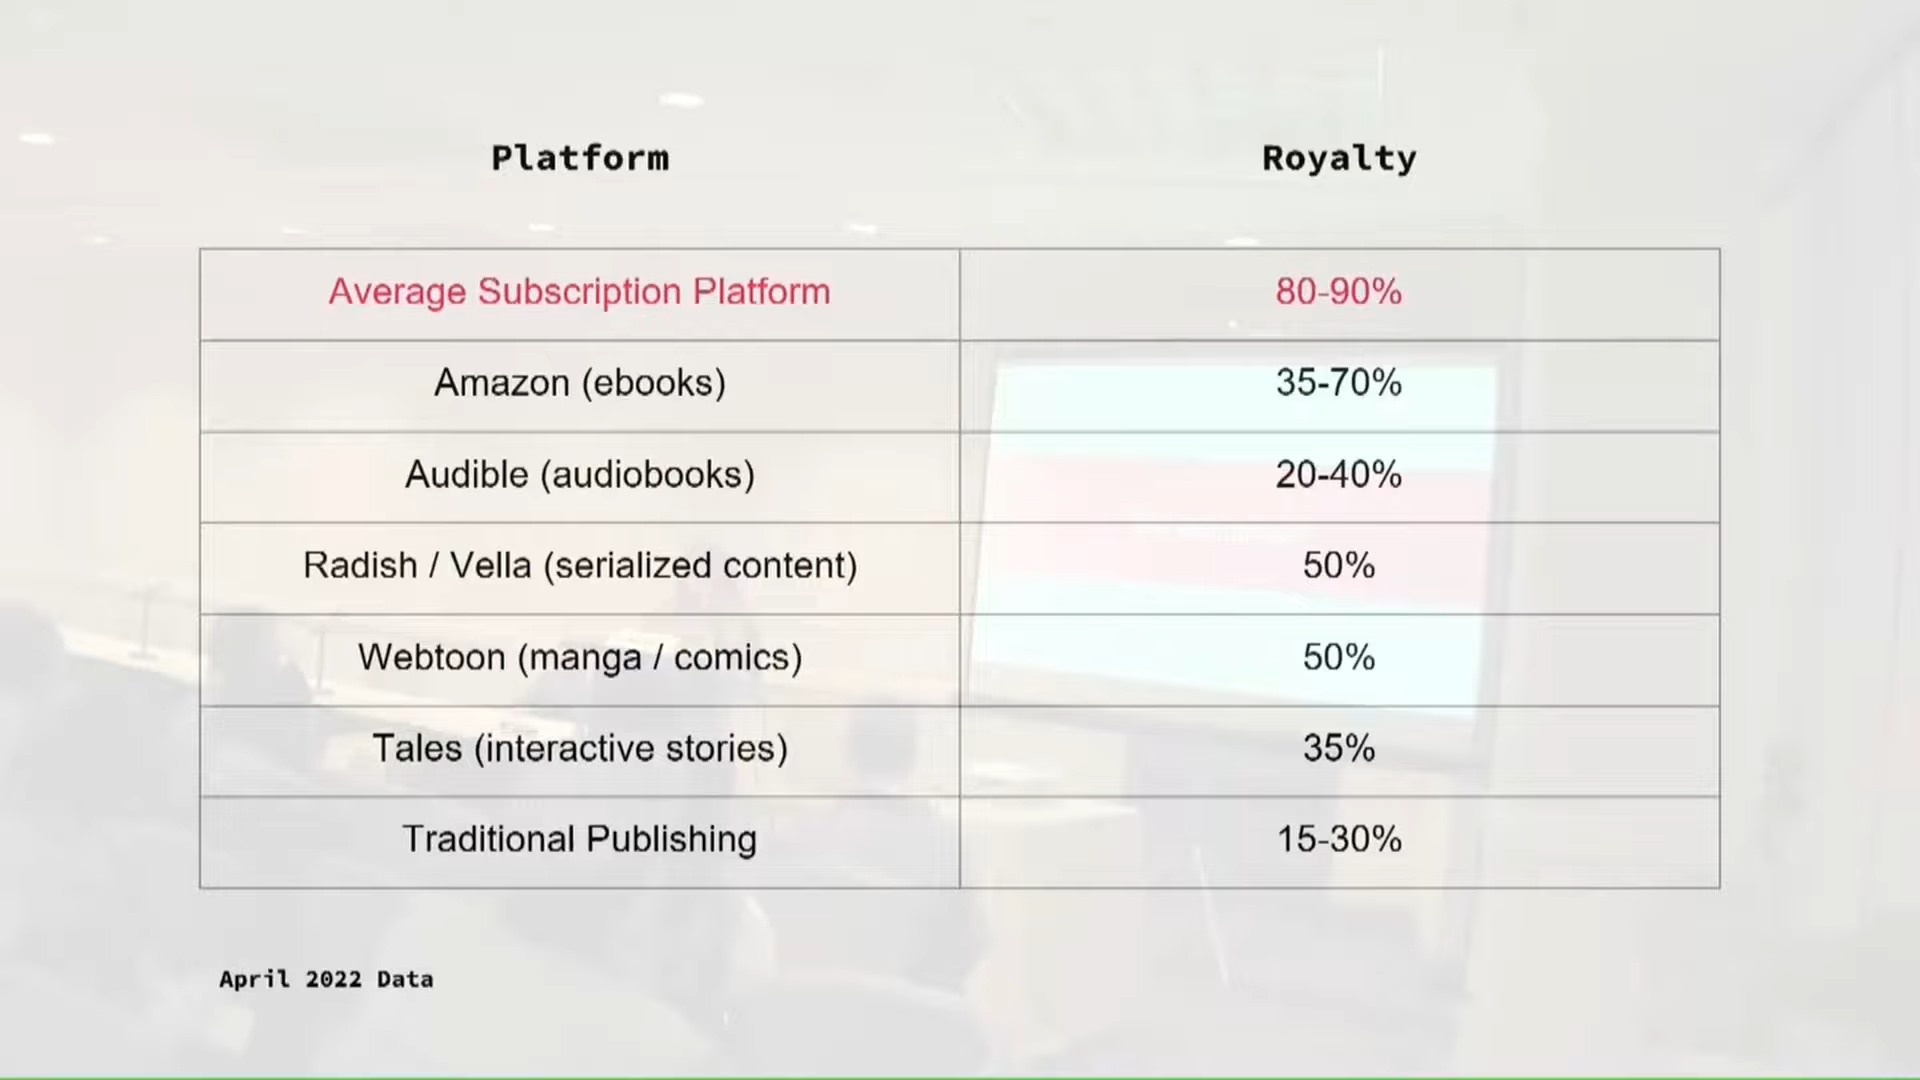 Platform Royalty
Average Subscription Platform 80-90%
Amazon (ebooks) 35-70%
Audible (audiobooks) 20-40%
Radish / Vella (serialized content) 50%
Webtoon (manga / comics) 50%
Tales (interactive stories) 35%
Traditional Publishing 15-30%
April 2022 Data